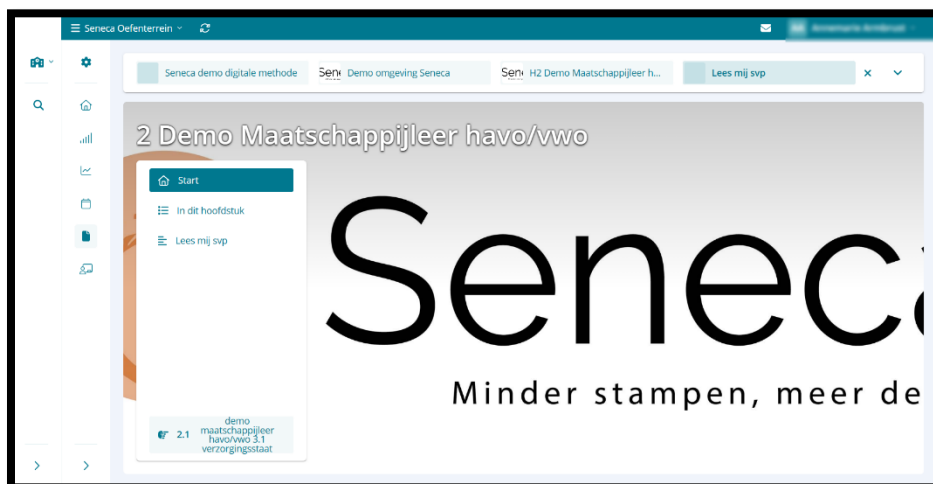 Seneca Oefenterrein
Seneca demo digitale methode
Sen Demo omgeving Seneca
Sen H2 Demo Maatschappijleer h...
Lees mij svp
2 Demo Maatschappijleer havo/vwo
Start
In dit hoofdstuk
Lees mij svp
Seneca
Minder stampen, meer de
2.1 demo
maatschappijleer
havo/vwo 3.1
verzorgingsstaat